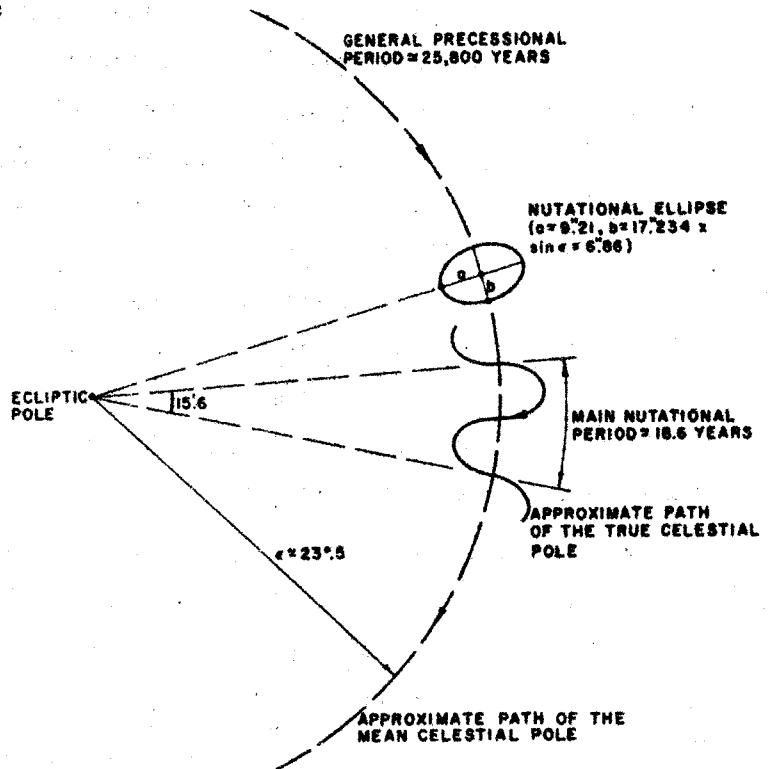 GENERAL PRECESSIONAL
PERIOD ≈ 25,800 YEARS
NUTATIONAL ELLIPSE
(a = 9".21, b = 17".234 x
sin ϵ = 6".86)
a
b
ECLIPTIC
POLE
15'.6
MAIN NUTATIONAL
PERIOD ≈ 18.6 YEARS
APPROXIMATE PATH
OF THE TRUE CELESTIAL
POLE
ϵ ≈ 23°.5
APPROXIMATE PATH OF THE
MEAN CELESTIAL POLE